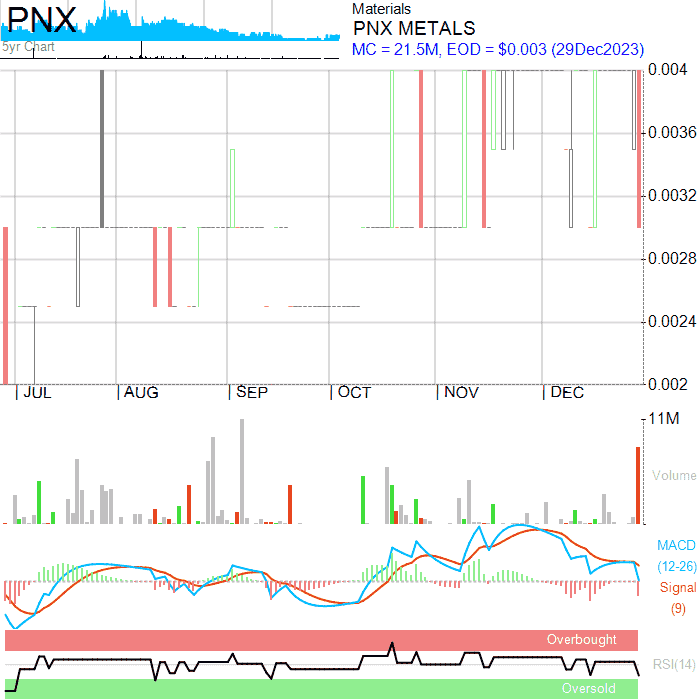 PNX
5yr Chart
Materials
PNX METALS
MC = 21.5M, EOD = $0.003 (29Dec2023)
0.004
0.0036
0.0032
0.0028
0.0024
0.002
JUL AUG SEP OCT NOV DEC
11M
Volume
MACD
(12-26)
Signal
(9)
Overbought
RSI(14)
Oversold